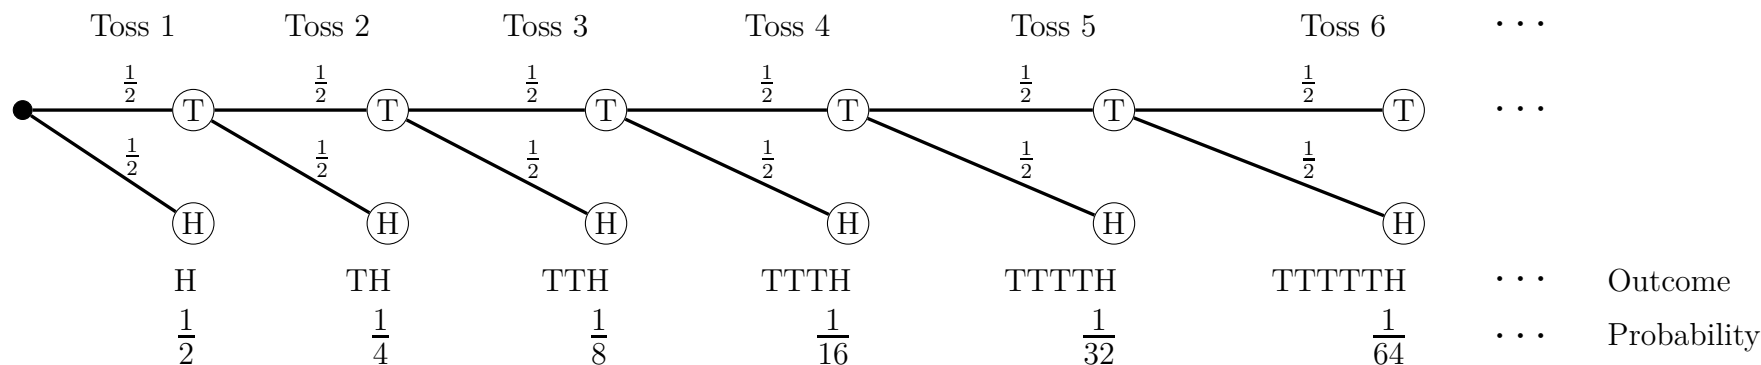 Toss 1 Toss 2 Toss 3 Toss 4 Toss 5 Toss 6 ···
1/2 1/2 1/2 1/2 1/2 1/2
T T T T T T ···
1/2 1/2 1/2 1/2 1/2 1/2
H H H H H H
H TH TTH TTTH TTTTH TTTTTH ··· Outcome
1/2 1/4 1/8 1/16 1/32 1/64 ··· Probability